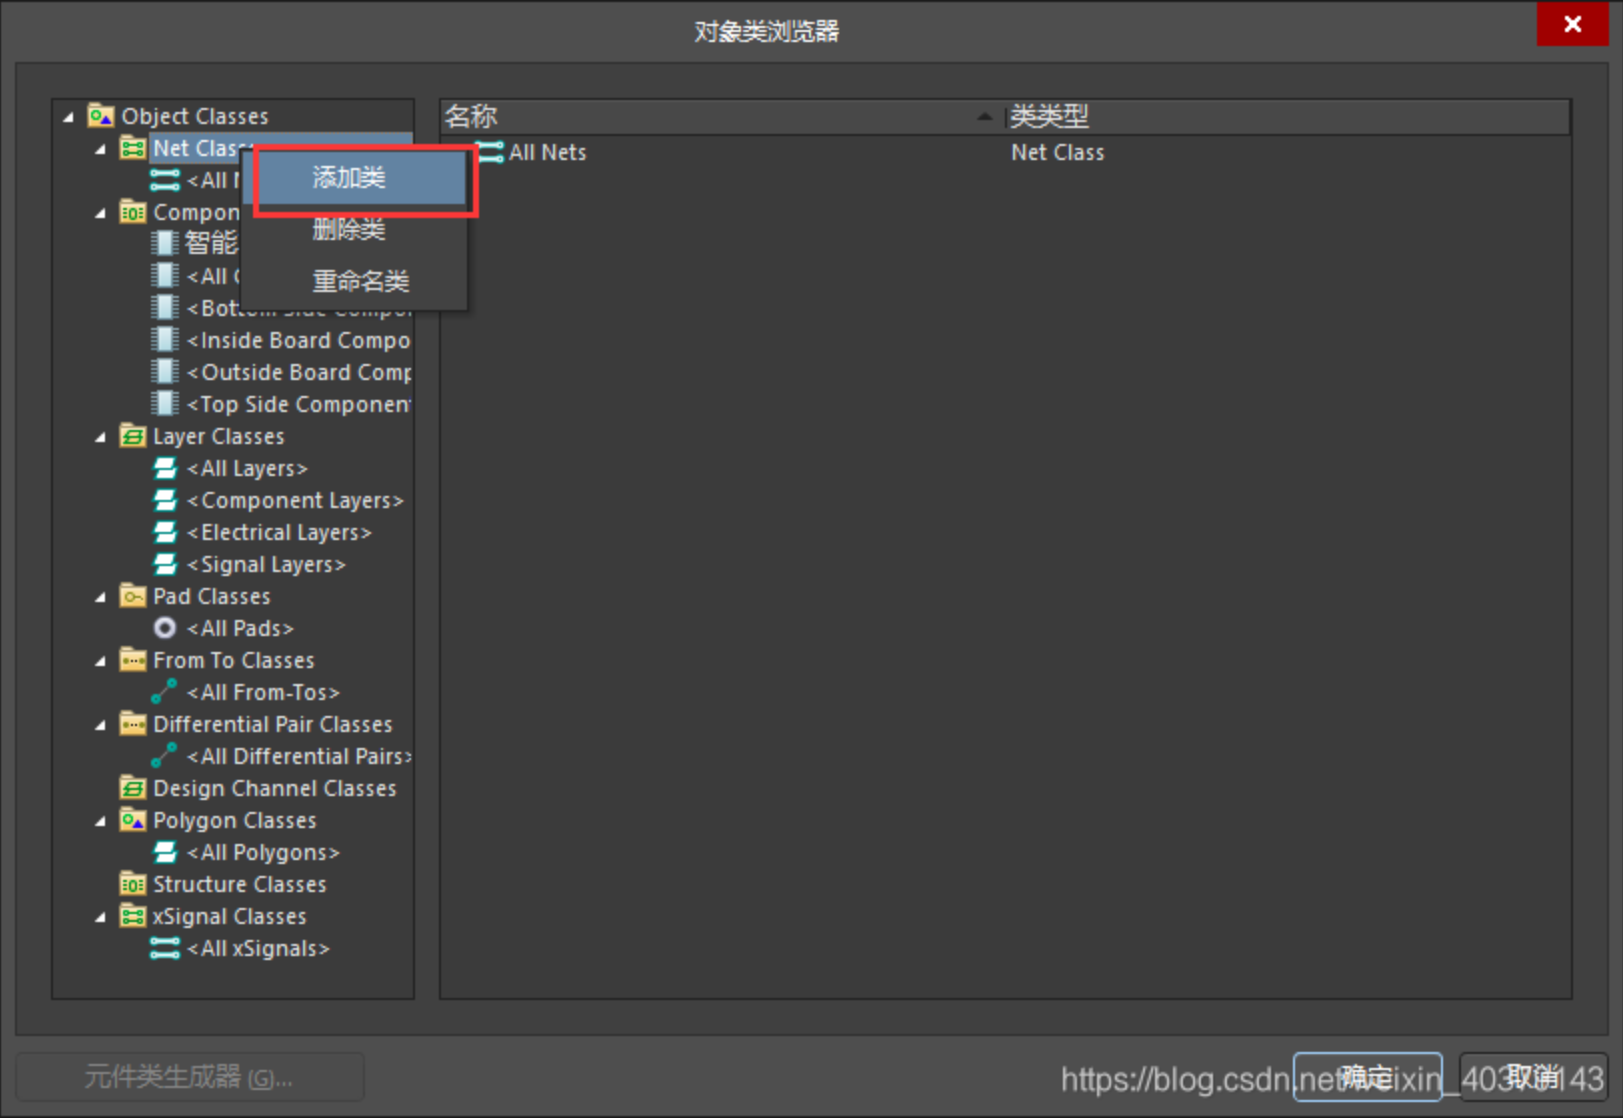 对象类浏览器
Object Classes
Net Class
<All
Compon
智能
<All
<Bottom Side Compo
<Inside Board Compo
<Outside Board Comp
<Top Side Component
Layer Classes
<All Layers>
<Component Layers>
<Electrical Layers>
<Signal Layers>
Pad Classes
<All Pads>
From To Classes
<All From-Tos>
Differential Pair Classes
<All Differential Pairs>
Design Channel Classes
Polygon Classes
<All Polygons>
Structure Classes
xSignal Classes
<All xSignals>
添加类
删除类
重命名类
名称 类类型
All Nets Net Class
元件类生成器 (G)...
确定
取消
https://blog.csdn.net/weixin_